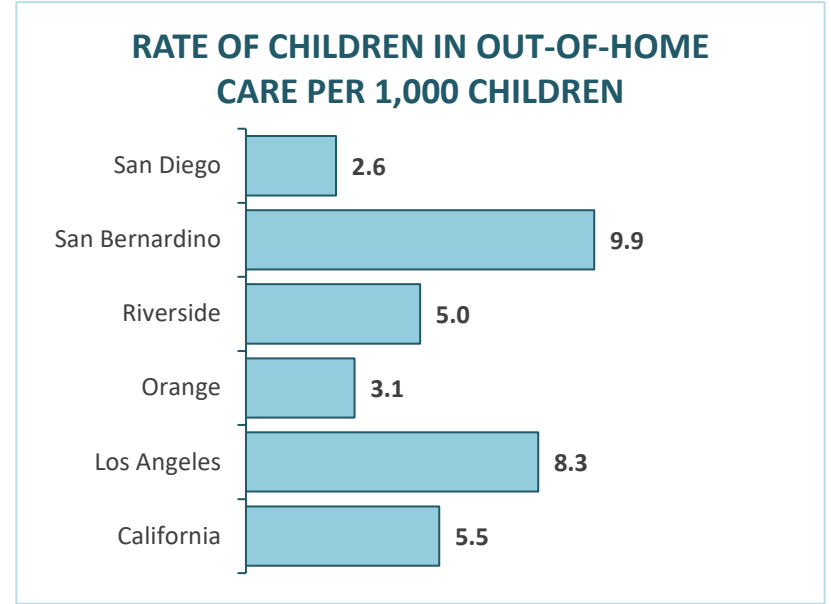 RATE OF CHILDREN IN OUT-OF-HOME
CARE PER 1,000 CHILDREN
San Diego 2.6
San Bernardino 9.9
Riverside 5.0
Orange 3.1
Los Angeles 8.3
California 5.5